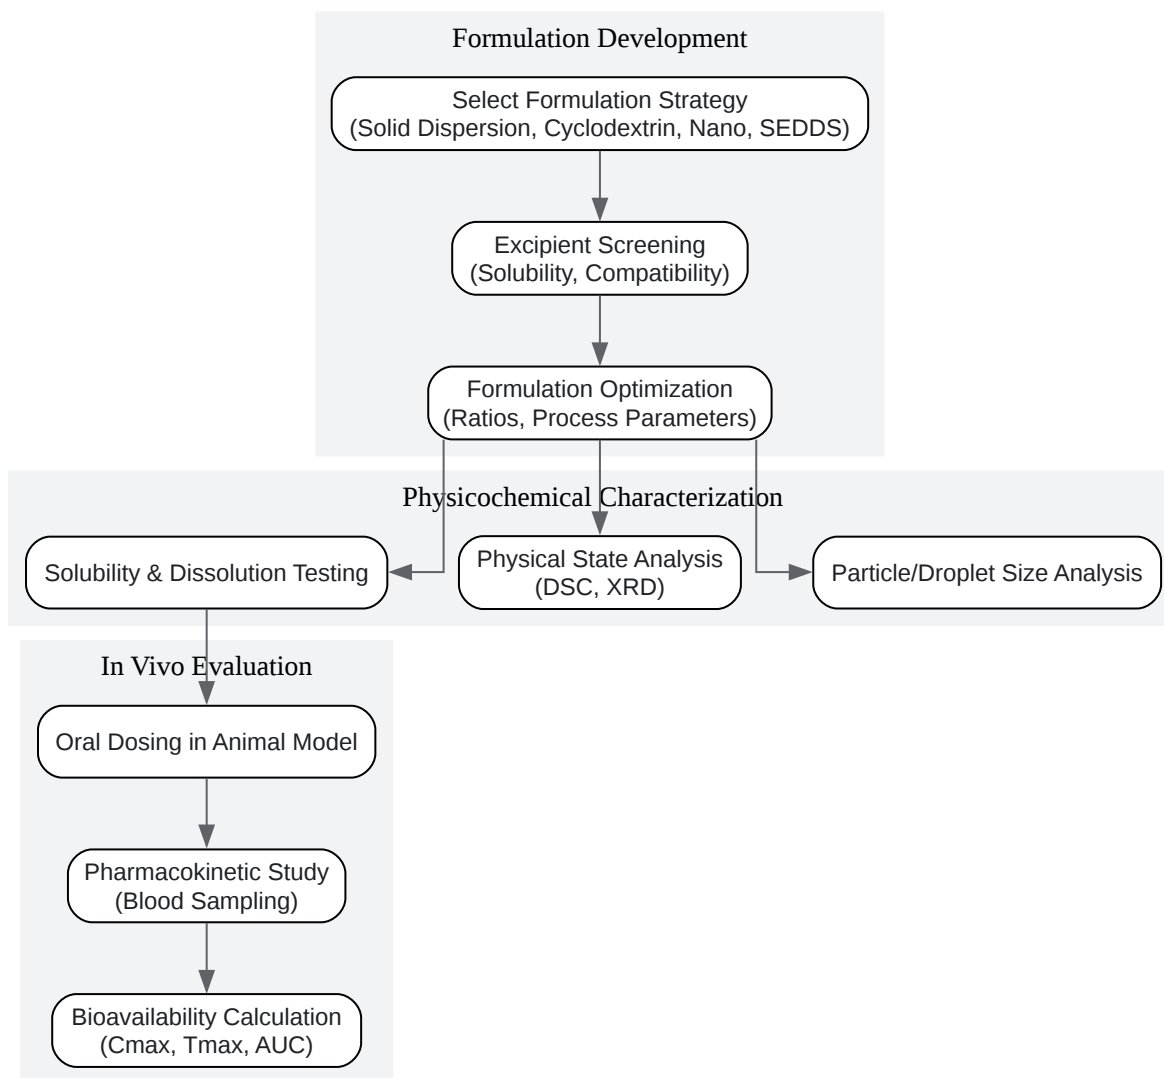 Formulation Development
Select Formulation Strategy
(Solid Dispersion, Cyclodextrin, Nano, SEDDS)
Excipient Screening
(Solubility, Compatibility)
Formulation Optimization
(Ratios, Process Parameters)
Physicochemical Characterization
Solubility & Dissolution Testing
Physical State Analysis
(DSC, XRD)
Particle/Droplet Size Analysis
In Vivo Evaluation
Oral Dosing in Animal Model
Pharmacokinetic Study
(Blood Sampling)
Bioavailability Calculation
(Cmax, Tmax, AUC)